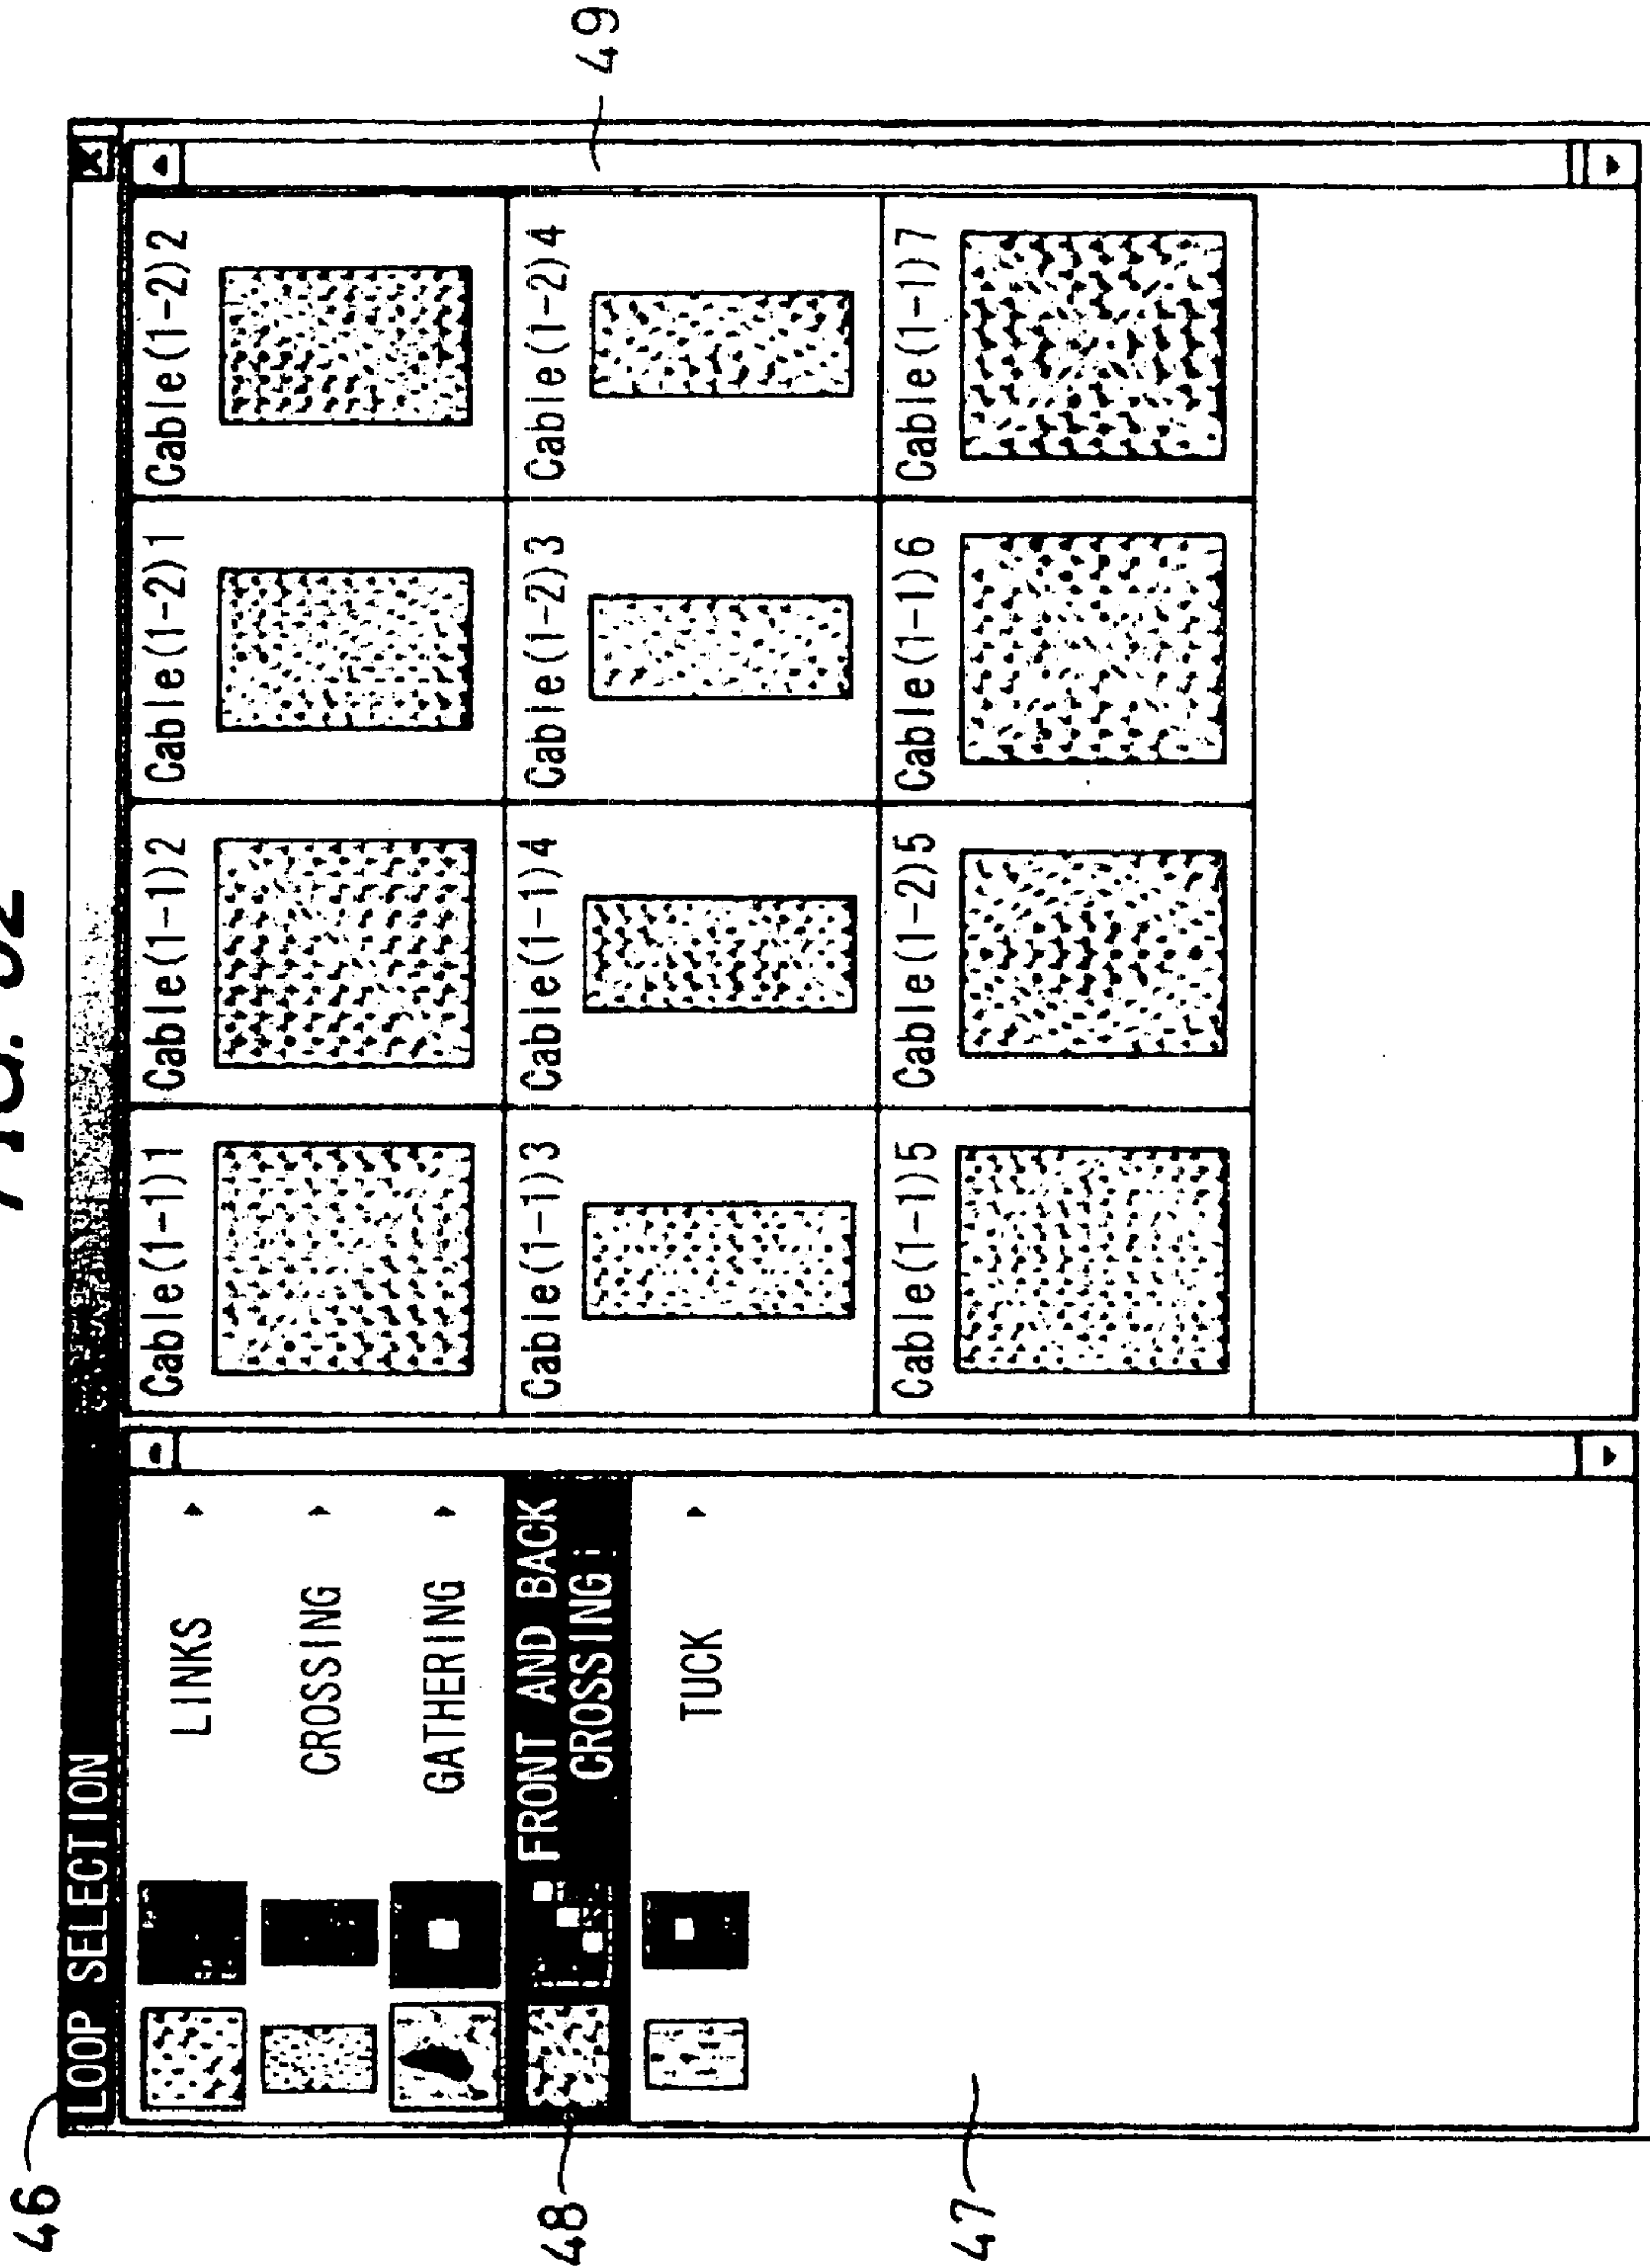 46
LOOP SELECTION
X
LINKS
CROSSING
GATHERING
48
FRONT AND BACK
CROSSING
TUCK
47
Cable(1-1)1
Cable(1-1)2
Cable(1-2)1
Cable(1-2)2
Cable(1-1)3
Cable(1-1)4
Cable(1-2)3
Cable(1-2)4
Cable(1-1)5
Cable(1-2)5
Cable(1-1)6
Cable(1-1)7
49